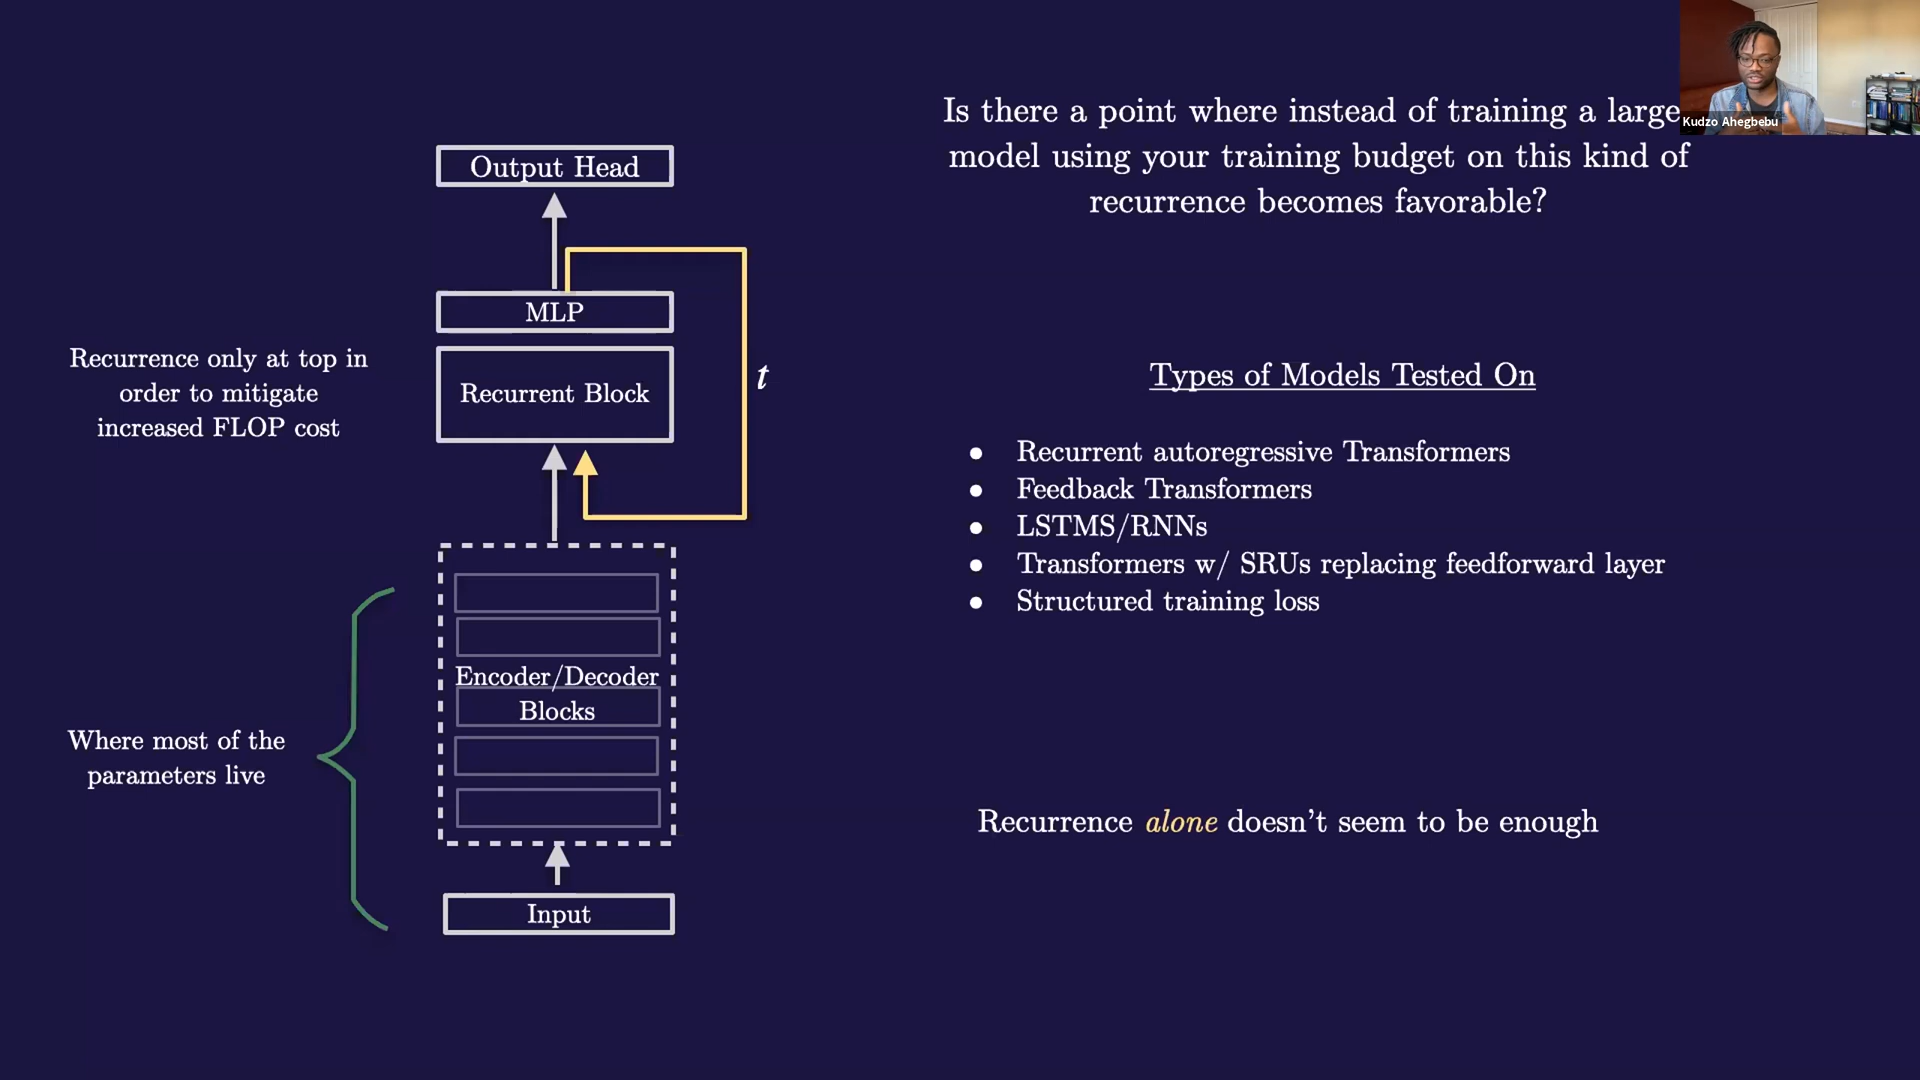 Output Head
MLP
Recurrent Block
t
Recurrence only at top in
order to mitigate
increased FLOP cost
Encoder/Decoder
Blocks
Where most of the
parameters live
Input
Is there a point where instead of training a large
model using your training budget on this kind of
recurrence becomes favorable?
Kudzo Ahegbebu
Types of Models Tested On
● Recurrent autoregressive Transformers
● Feedback Transformers
● LSTMS/RNNs
● Transformers w/ SRUs replacing feedforward layer
● Structured training loss
Recurrence alone doesn't seem to be enough